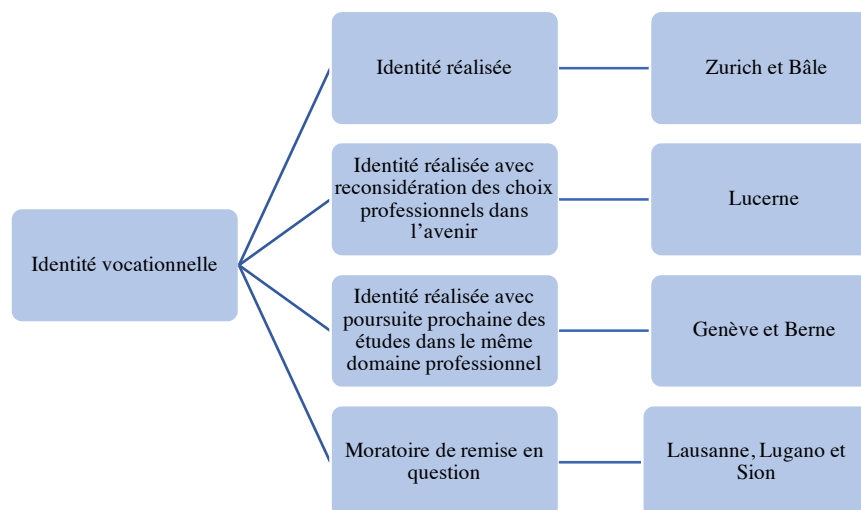 Identité vocationnelle
Identité réalisée
Zurich et Bâle
Identité réalisée avec
reconsidération des choix
professionnels dans
l'avenir
Lucerne
Identité réalisée avec
poursuite prochaine des
études dans le même
domaine professionnel
Genève et Berne
Moratoire de remise en
question
Lausanne, Lugano et
Sion